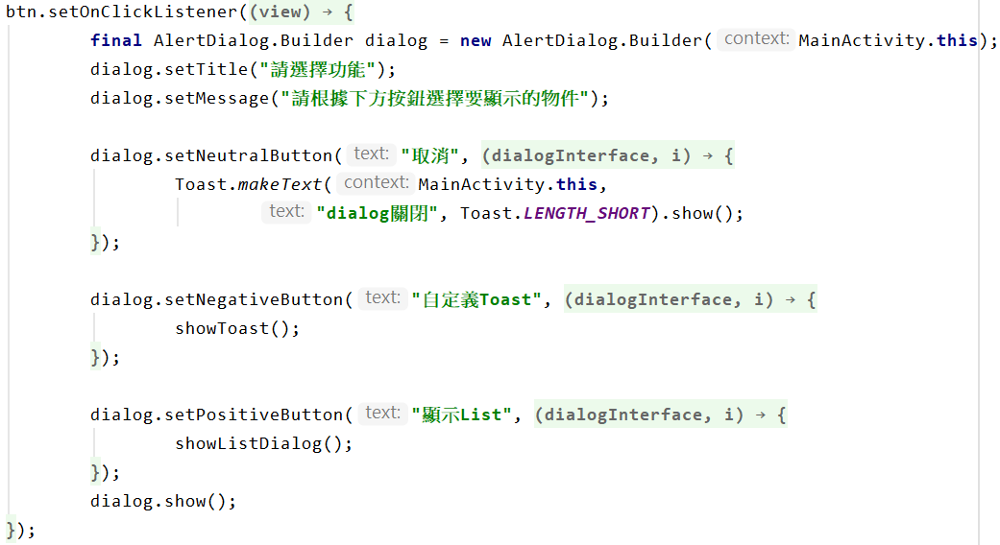 btn.setOnClickListener((view) → {
final AlertDialog.Builder dialog = new AlertDialog.Builder( context: MainActivity.this);
dialog.setTitle("請選擇功能");
dialog.setMessage("請根據下方按鈕選擇要顯示的物件");
dialog.setNeutralButton( text: "取消", (dialogInterface, i) → {
Toast.makeText( context: MainActivity.this,
text: "dialog關閉", Toast.LENGTH_SHORT).show();
});
dialog.setNegativeButton( text: "自定義Toast", (dialogInterface, i) → {
showToast();
});
dialog.setPositiveButton( text: "顯示List", (dialogInterface, i) → {
showListDialog();
});
dialog.show();
});